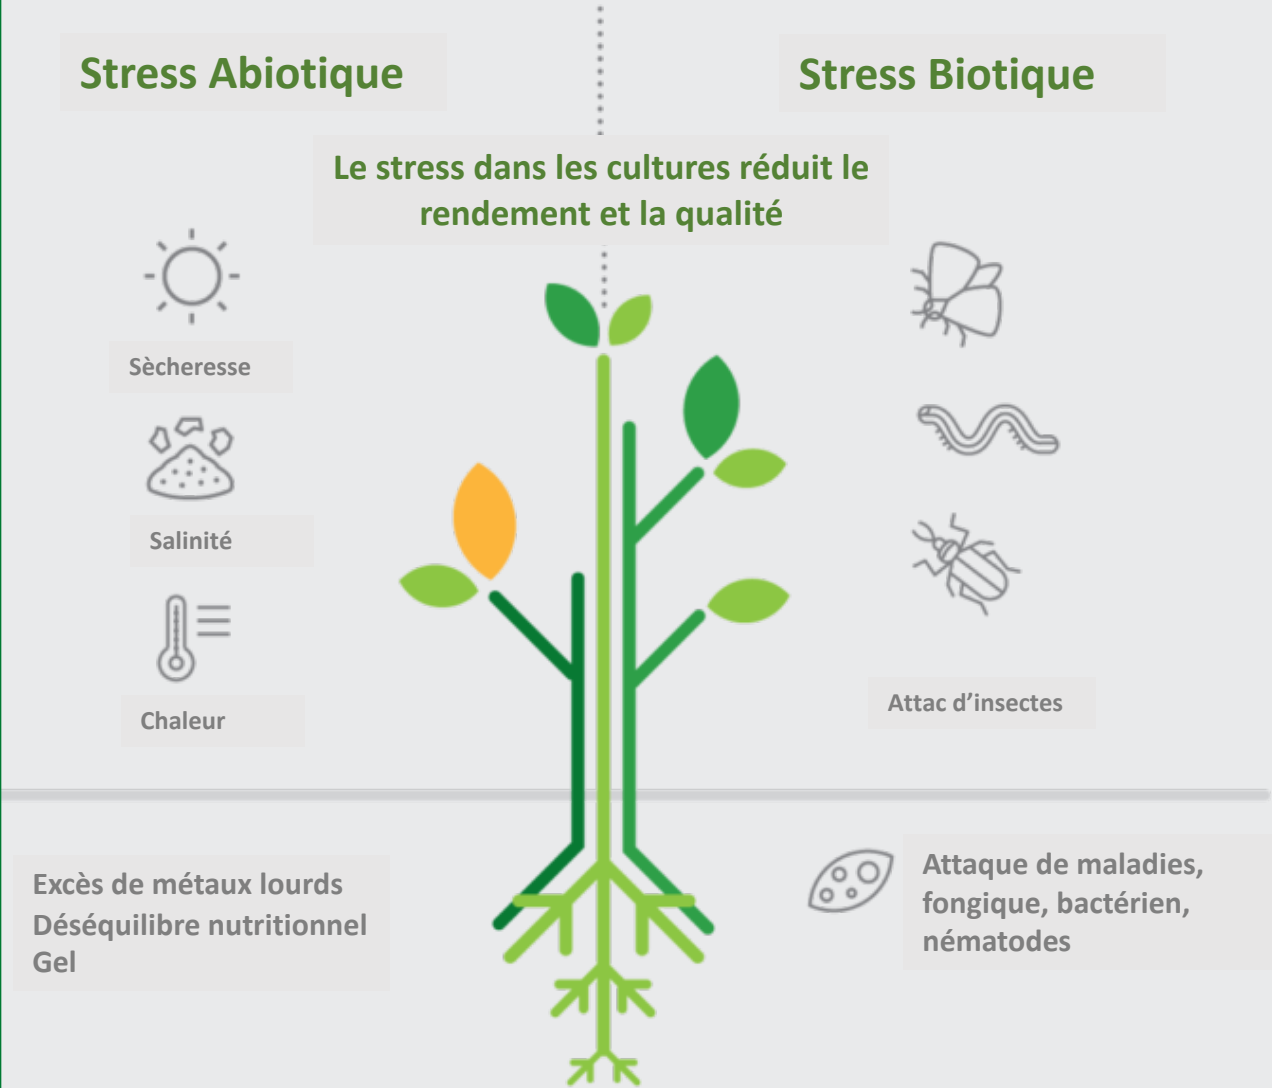 Stress Abiotique
Stress Biotique
Le stress dans les cultures réduit le
rendement et la qualité
Sècheresse
Salinité
Chaleur
Attac d’insectes
Excès de métaux lourds
Déséquilibre nutritionnel
Gel
Attaque de maladies,
fongique, bactérien,
nématodes